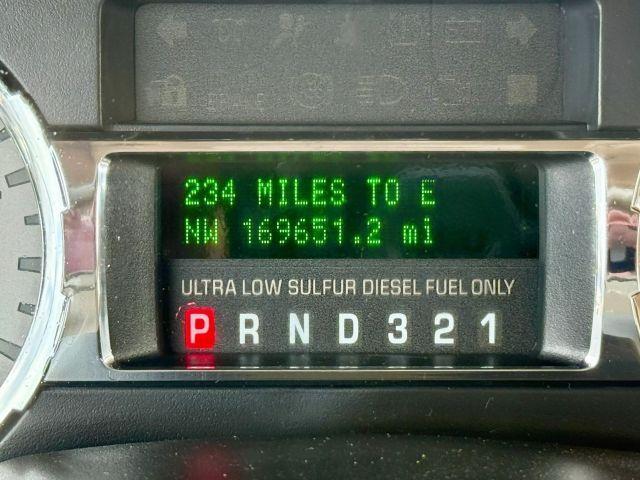 234 MILES TO E
NW 169651.2 mi
ULTRA LOW SULFUR DIESEL FUEL ONLY
P R N D 3 2 1